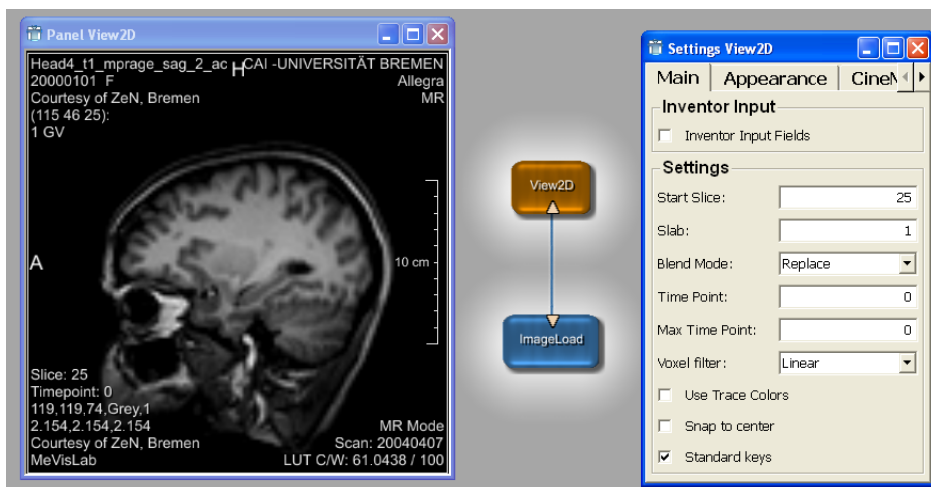 Panel View2D
Head4_t1_mprage_sag_2_ac
H
CAI -UNIVERSITÄT BREMEN
20000101 F
Allegra
Courtesy of ZeN, Bremen
MR
(115 46 25):
1 GV
A
10 cm
Slice: 25
Timepoint: 0
119,119,74,Grey,1
2.154,2.154,2.154
MR Mode
Courtesy of ZeN, Bremen
Scan: 20040407
MeVisLab
LUT C/W: 61.0438 / 100
View2D
ImageLoad
Settings View2D
Main Appearance
Inventor Input
Inventor Input Fields
Settings
Start Slice: 25
Slab: 1
Blend Mode: Replace
Time Point: 0
Max Time Point: 0
Voxel filter: Linear
Use Trace Colors
Snap to center
Standard keys